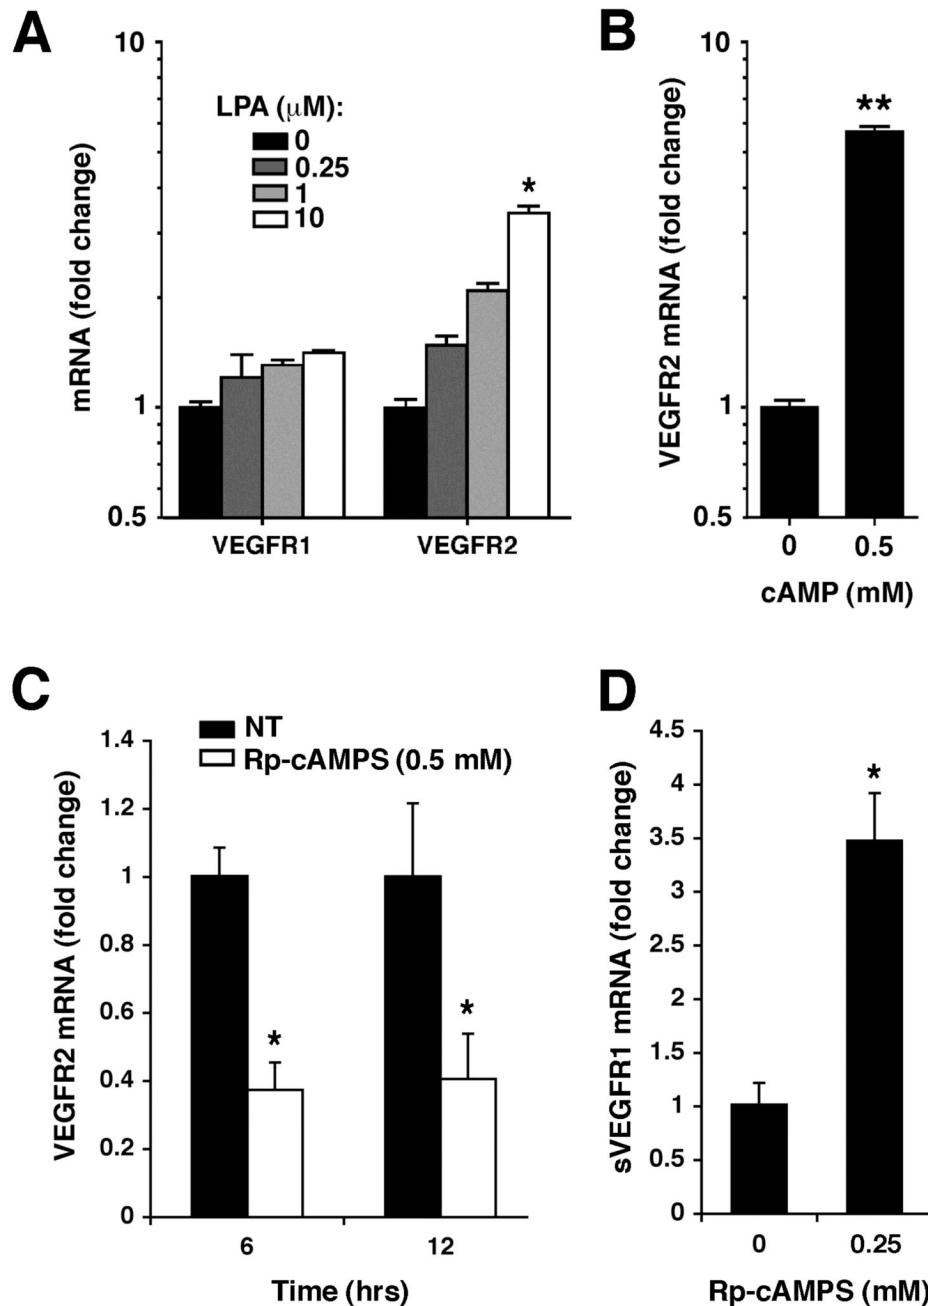 A
mRNA (fold change)
10
1
0.5
LPA (μM):
0
0.25
1
10
*
VEGFR1
VEGFR2
B
VEGFR2 mRNA (fold change)
10
1
0.5
**
0
0.5
cAMP (mM)
C
NT
Rp-cAMPS (0.5 mM)
VEGFR2 mRNA (fold change)
1.4
1.2
1
0.8
0.6
0.4
0.2
0
*
*
6
12
Time (hrs)
D
sVEGFR1 mRNA (fold change)
4.5
4
3.5
3
2.5
2
1.5
1
0.5
0
*
0
0.25
Rp-cAMPS (mM)